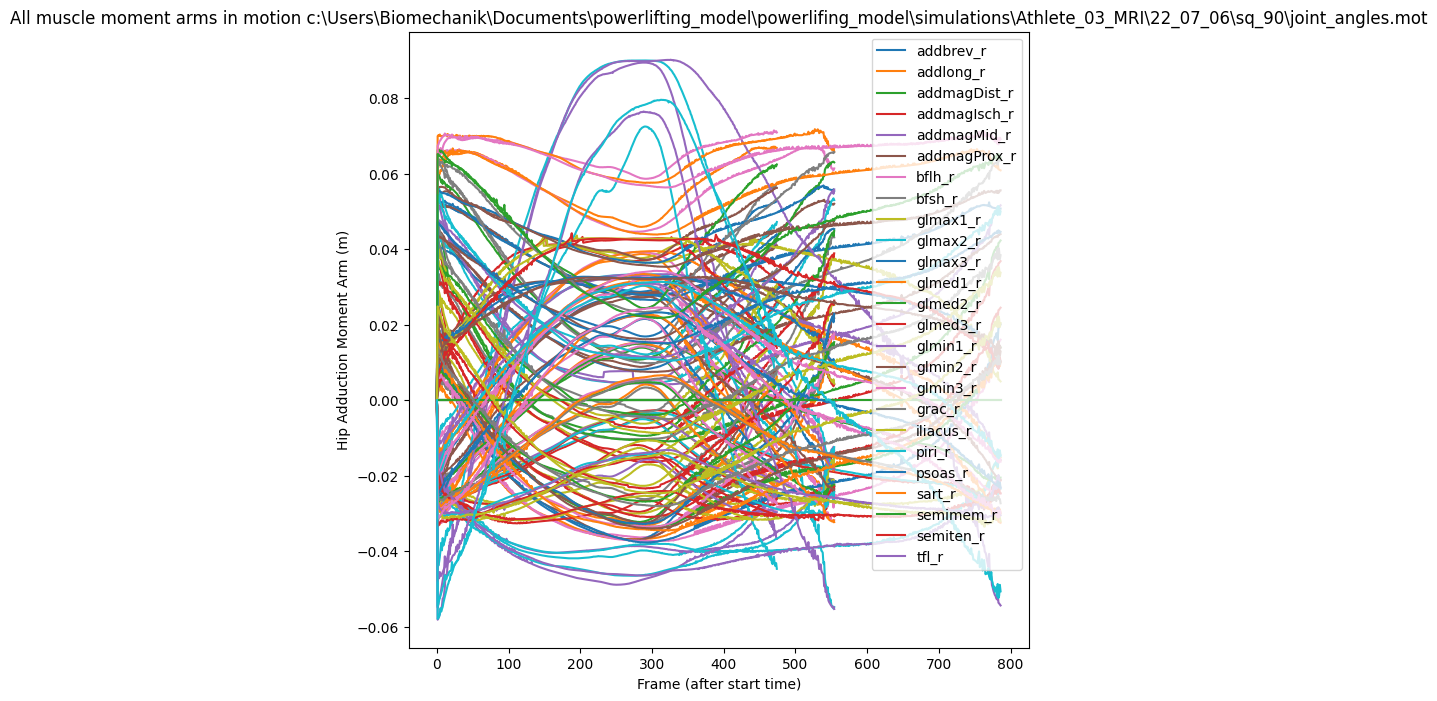 All muscle moment arms in motion c:\Users\Biomechanik\Documents\powerlifting_model\powerlifing_model\simulations\Athlete_03_MRI\22_07_06\sq_90\joint_angles.mot
addbrev_r
addlong_r
addmagDist_r
addmagIsch_r
addmagMid_r
addmagProx_r
bflh_r
bfsh_r
glmax1_r
glmax2_r
glmax3_r
glmed1_r
glmed2_r
glmed3_r
glmin1_r
glmin2_r
glmin3_r
grac_r
iliacus_r
piri_r
psoas_r
sart_r
semimem_r
semiten_r
tfl_r
Hip Adduction Moment Arm (m)
0.08
0.06
0.04
0.02
0.00
−0.02
−0.04
−0.06
0 100 200 300 400 500 600 700 800
Frame (after start time)